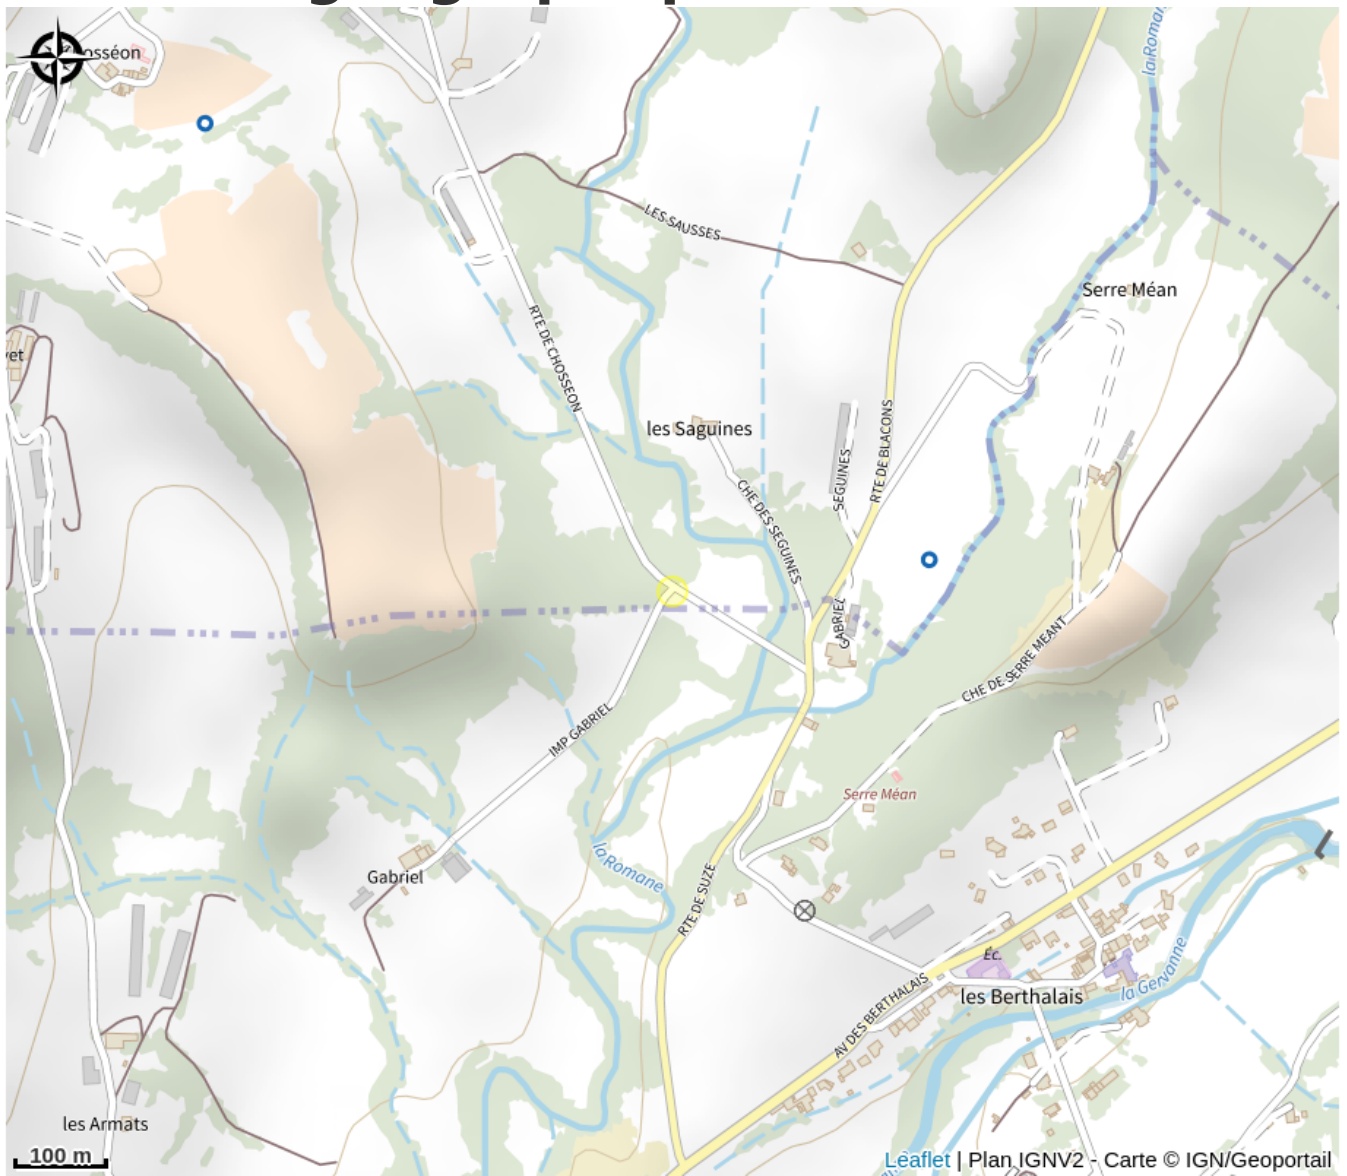 osséon
la Romane
LES SAUSSES
Serre Méan
RTE DE CHOSSEON
vet
les Saguines
SEGUINES
RTE DE BLACONS
CHE DES SEGUINES
GABRIEL
CHE DE SERRE MEANT
IMP GABRIEL
Serre Méan
la Romane
Gabriel
RTE DE SUZE
Éc.
les Berthalais
la Gervanne
AV DES BERTHALAIS
les Armats
100 m
Leaflet | Plan IGNV2 - Carte © IGN/Geoportail